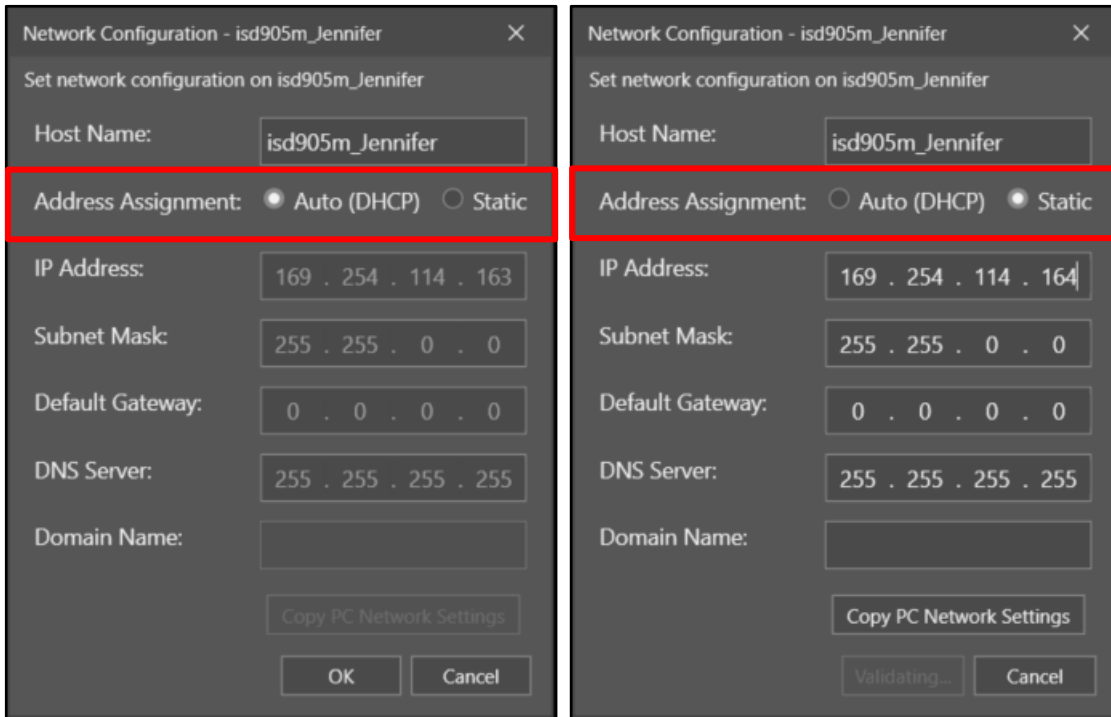 Network Configuration - isd905m_Jennifer
Set network configuration on isd905m_Jennifer
Host Name: isd905m_Jennifer
Address Assignment: Auto (DHCP) Static
IP Address: 169 . 254 . 114 . 163
Subnet Mask: 255 . 255 . 0 . 0
Default Gateway: 0 . 0 . 0 . 0
DNS Server: 255 . 255 . 255 . 255
Domain Name:
Copy PC Network Settings
OK Cancel
Network Configuration - isd905m_Jennifer
Set network configuration on isd905m_Jennifer
Host Name: isd905m_Jennifer
Address Assignment: Auto (DHCP) Static
IP Address: 169 . 254 . 114 . 164
Subnet Mask: 255 . 255 . 0 . 0
Default Gateway: 0 . 0 . 0 . 0
DNS Server: 255 . 255 . 255 . 255
Domain Name:
Copy PC Network Settings
Validating... Cancel